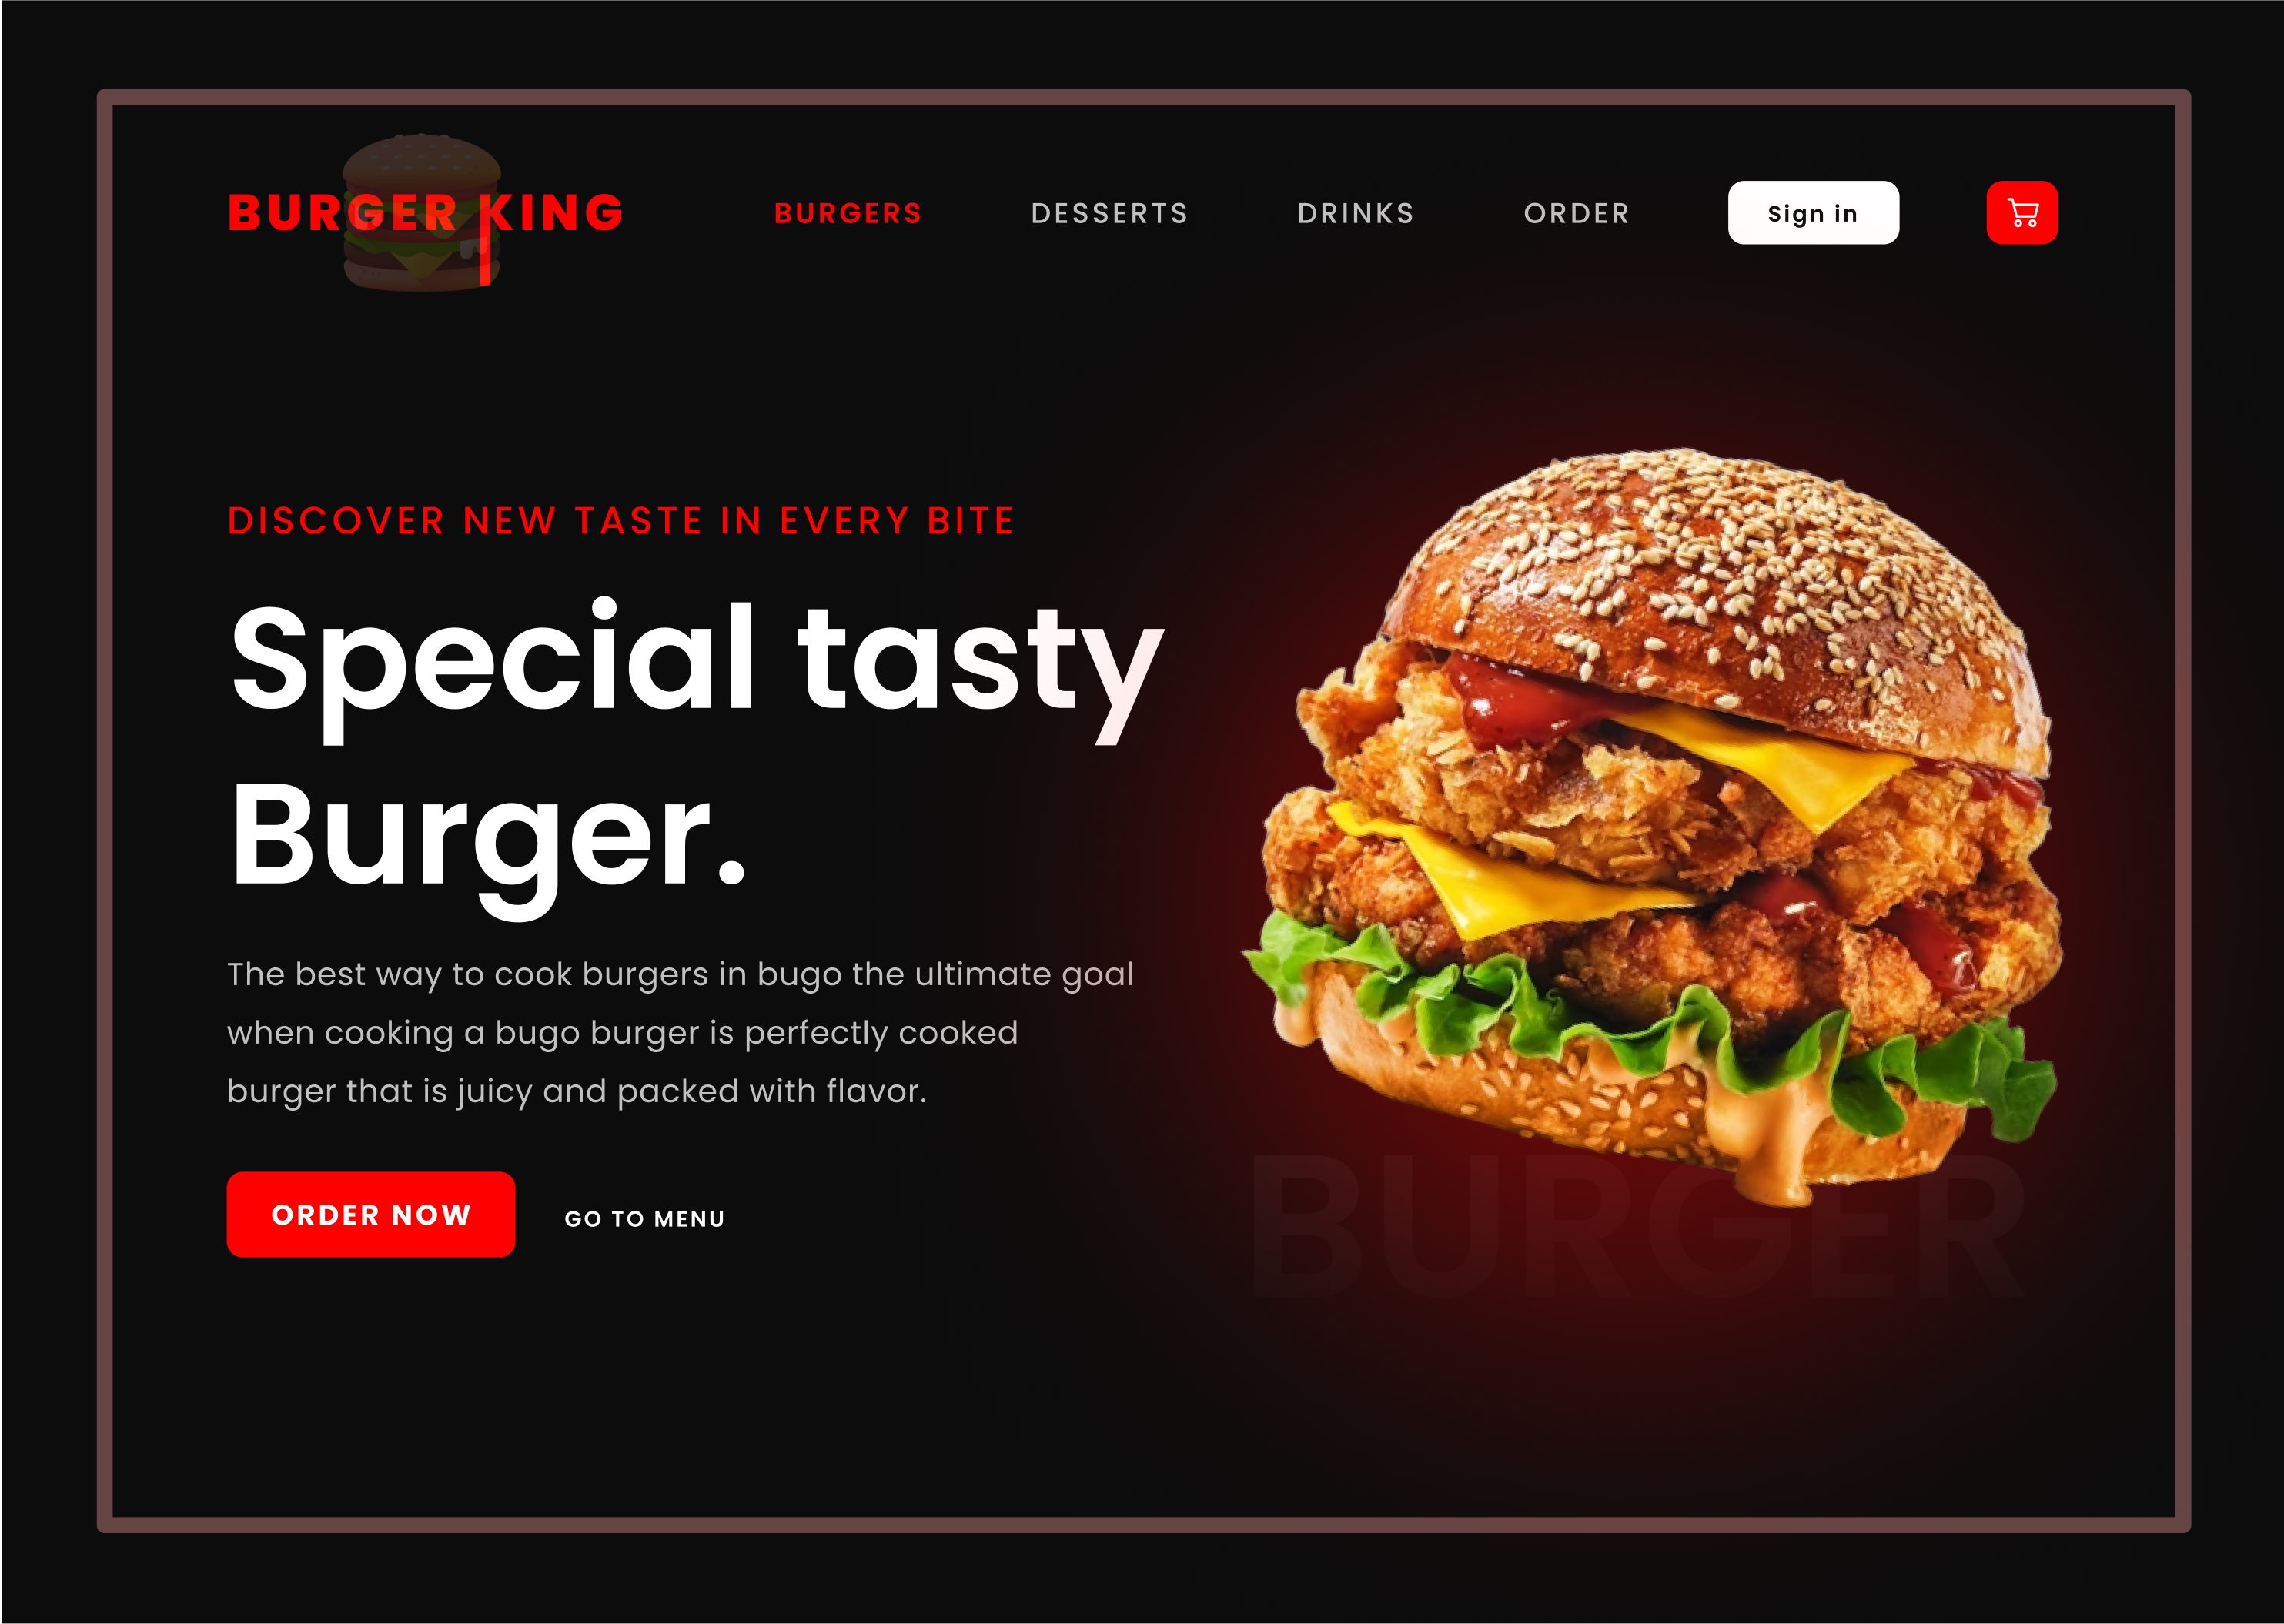 BURGER KING
BURGERS
DESSERTS
DRINKS
ORDER
Sign in
DISCOVER NEW TASTE IN EVERY BITE
Special tasty
Burger.
The best way to cook burgers in bugo the ultimate goal
when cooking a bugo burger is perfectly cooked
burger that is juicy and packed with flavor.
ORDER NOW
GO TO MENU
BURGER